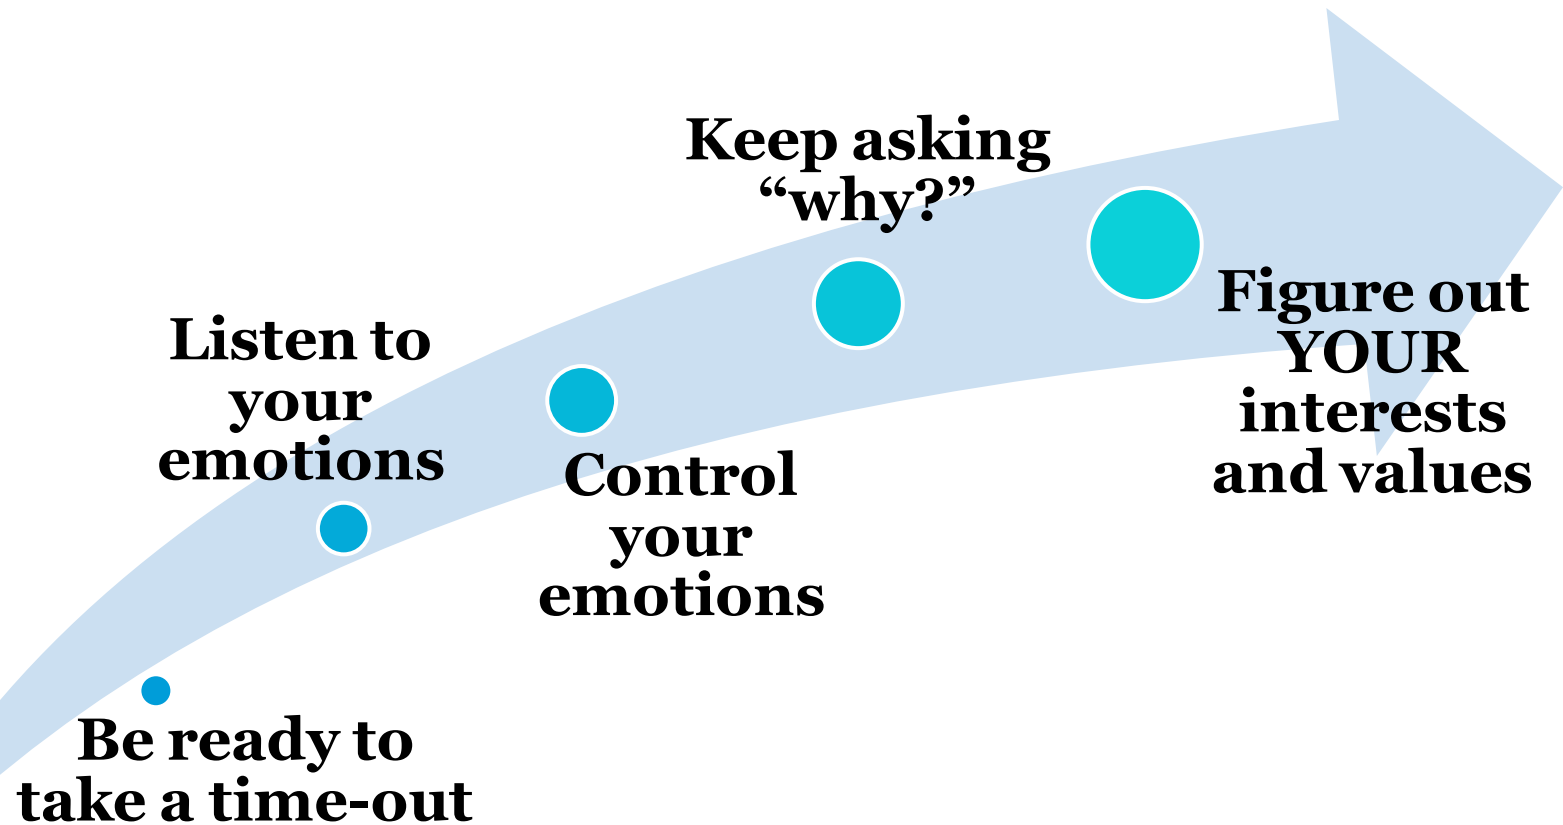 Be ready to
take a time-out
Listen to
your
emotions
Control
your
emotions
Keep asking
“why?”
Figure out
YOUR
interests
and values